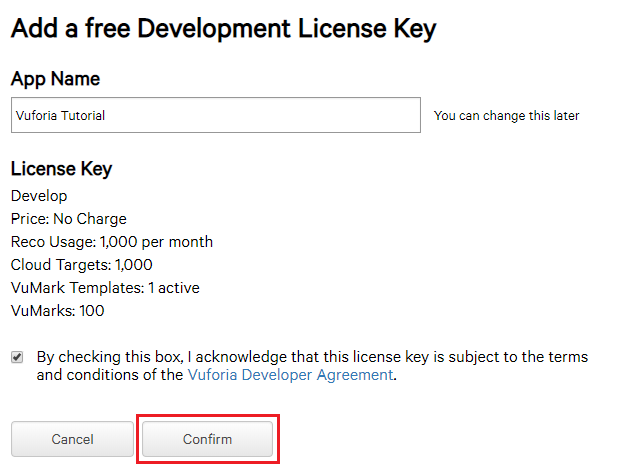 Add a free Development License Key
App Name
Vuforia Tutorial
You can change this later
License Key
Develop
Price: No Charge
Reco Usage: 1,000 per month
Cloud Targets: 1,000
VuMark Templates: 1 active
VuMarks: 100
By checking this box, I acknowledge that this license key is subject to the terms
and conditions of the Vuforia Developer Agreement.
Cancel
Confirm